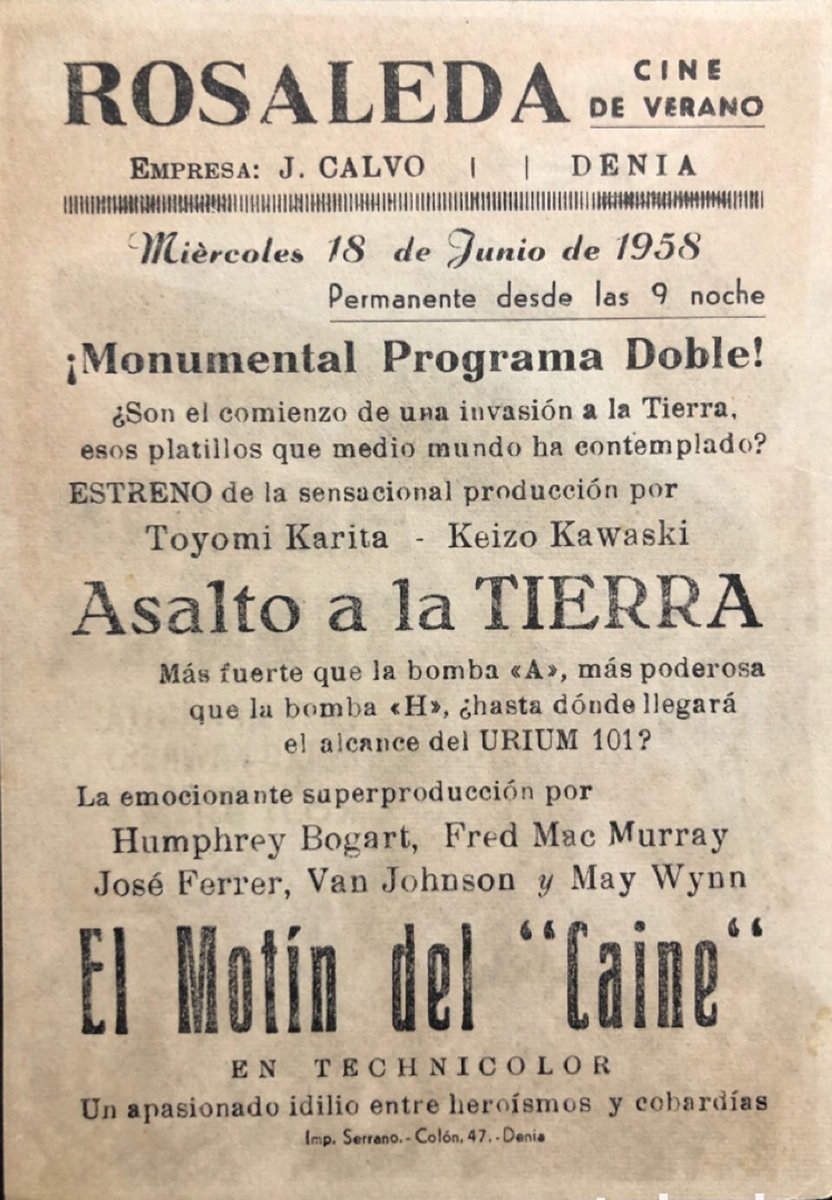 ROSALEDA CINE DE VERANO
EMPRESA: J. CALVO | | DENIA
Mièrcoles 18 de Junio de 1958
Permanente desde las 9 noche
¡Monumental Programa Doble!
¿Son el comienzo de una invasión a la Tierra,
esos platillos que medio mundo ha contemplado?
ESTRENO de la sensacional producción por
Toyomi Karita - Keizo Kawaski
Asalto a la TIERRA
Más fuerte que la bomba «A», más poderosa
que la bomba «H», ¿hasta dónde llegará
el alcance del URIUM 101?
La emocionante superproducción por
Humphrey Bogart, Fred Mac Murray
José Ferrer, Van Johnson y May Wynn
El Motín del “Caine“
EN TECHNICOLOR
Un apasionado idilio entre heroísmos y cobardías
Imp. Serrano.-Colón, 47.-Denia